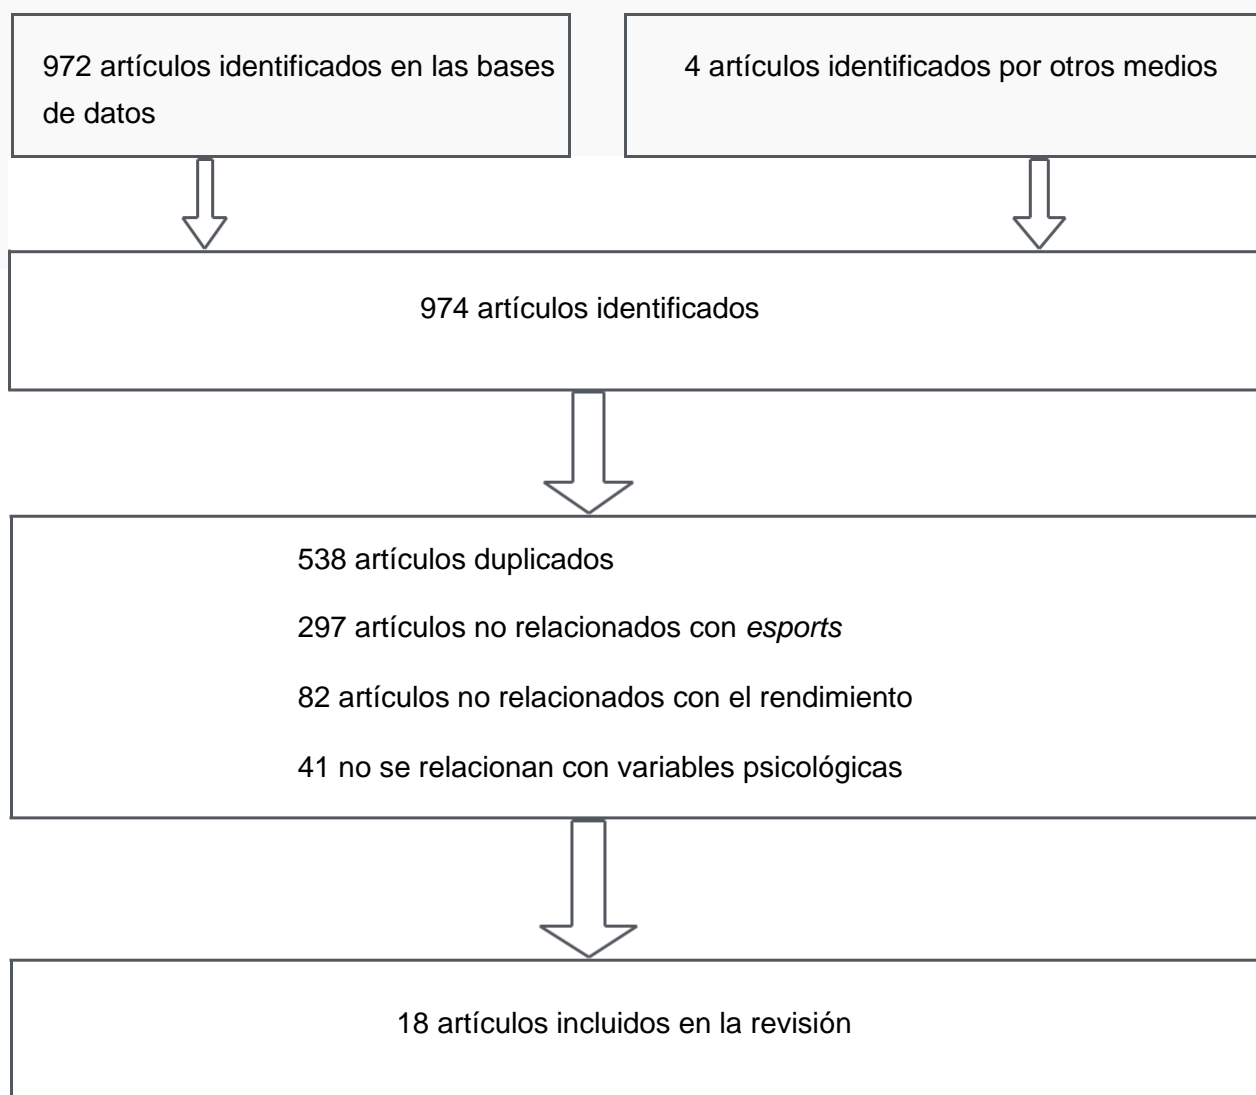 972 artículos identificados en las bases
de datos
4 artículos identificados por otros medios
974 artículos identificados
538 artículos duplicados
297 artículos no relacionados con esports
82 artículos no relacionados con el rendimiento
41 no se relacionan con variables psicológicas
18 artículos incluidos en la revisión